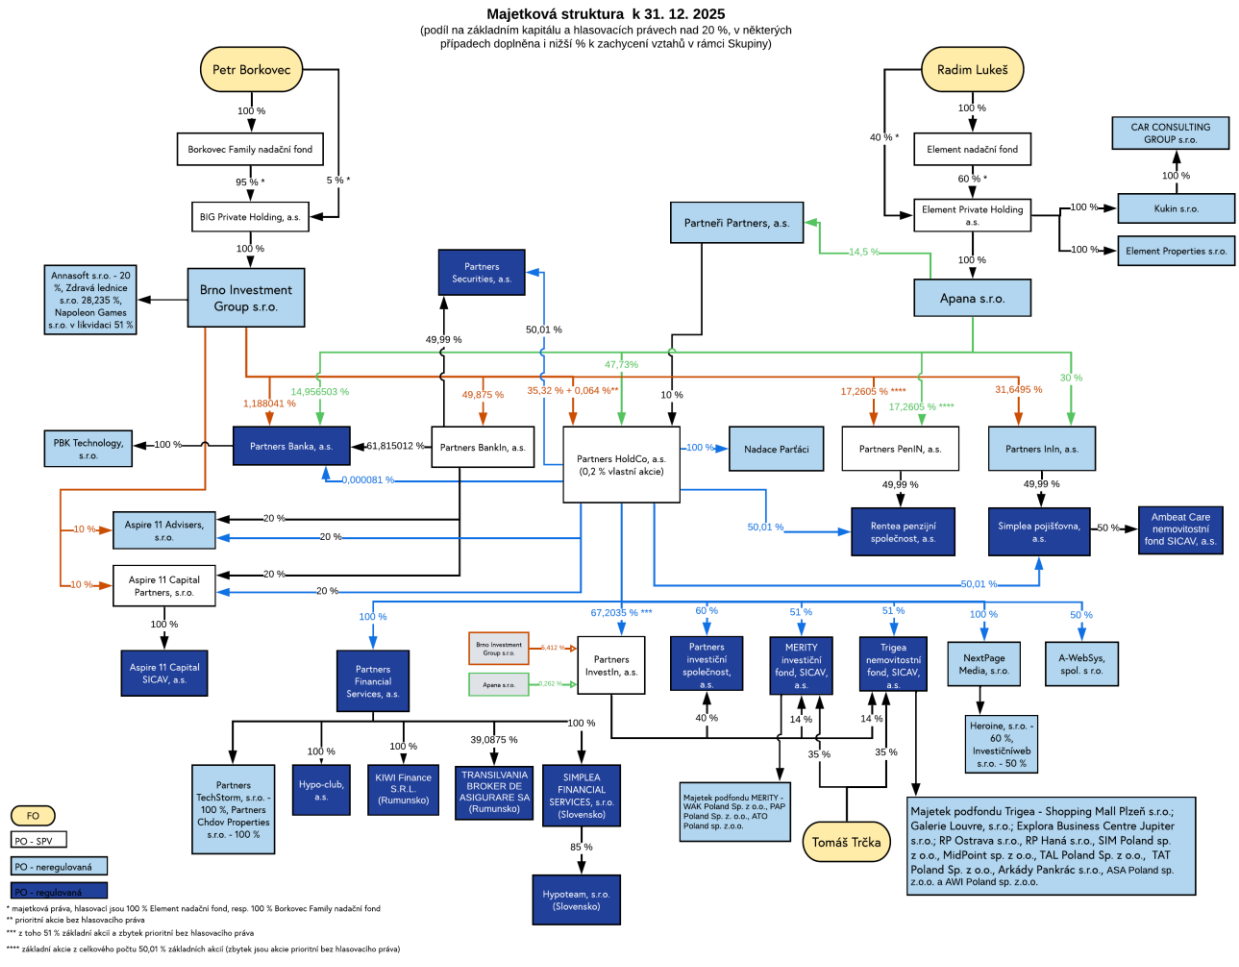 Majetková struktura k 31. 12. 2025
(podíl na základním kapitálu a hlasovacích právech nad 20 %, v některých
případech doplněna i nižší % k zachycení vztahů v rámci Skupiny)
Petr Borkovec
Radim Lukeš
100 %
100 %
5 % *
40 % *
Borkovec Family nadační fond
Element nadační fond
CAR CONSULTING
GROUP s.r.o.
95 % *
60 % *
100 %
BIG Private Holding, a.s.
Element Private Holding
a.s.
100 %
Kukin s.r.o.
100 %
Element Properties s.r.o.
Partneři Partners, a.s.
14,5 %
100 %
100 %
Annasoft s.r.o. - 20
%, Zdravá lednice
s.r.o. 28,235 %,
Napoleon Games
s.r.o. v likvidaci 51 %
Brno Investment
Group s.r.o.
Partners
Securities, a.s.
Apana s.r.o.
49,99 %
50,01 %
47,73%
14,956503 %
1,188041 %
49,875 %
35,32 % + 0,064 %**
10 %
17,2605 % ****
17,2605 % ****
31,6495 %
30 %
PBK Technology,
s.r.o.
100 %
Partners Banka, a.s.
61,815012 %
Partners BankIn, a.s.
Partners HoldCo, a.s.
(0,2 % vlastní akcie)
100 %
Nadace Parťáci
Partners PenIN, a.s.
Partners InIn, a.s.
0,000081 %
49,99 %
49,99 %
10 %
Aspire 11 Advisers,
s.r.o.
20 %
20 %
50,01 %
Rentea penzijní
společnost, a.s.
Simplea pojišťovna,
a.s.
50 %
Ambeat Care
nemovitostní
fond SICAV, a.s.
10 %
Aspire 11 Capital
Partners, s.r.o.
20 %
20 %
50,01 %
100 %
100 %
67,2035 % ***
60 %
51 %
51 %
100 %
50 %
Aspire 11 Capital
SICAV, a.s.
Partners
Financial
Services, a.s.
Brno Investment
Group s.r.o.
Apana s.r.o.
Partners
InvestIn, a.s.
Partners
investiční
společnost,
a.s.
MERITY
investiční
fond, SICAV,
a.s.
Trigea
nemovitostní
fond, SICAV,
a.s.
NextPage
Media, s.r.o.
A-WebSys,
spol. s r.o.
100 %
100 %
39,0875 %
100 %
40 %
14 %
14 %
35 %
35 %
Heroine, s.r.o. -
60 %,
Investičníweb
s.r.o. - 50 %
Partners
TechStorm, s.r.o. -
100 %, Partners
Chdov Properties
s.r.o. - 100 %
Hypo-club,
a.s.
KIWI Finance
S.R.L.
(Rumunsko)
TRANSILVANIA
BROKER DE
ASIGURARE SA
(Rumunsko)
SIMPLEA
FINANCIAL
SERVICES, s.r.o.
(Slovensko)
Majetek podfondu MERITY -
WAK Poland Sp. z o.o., PAP
Poland Sp. z. o.o., ATO
Poland sp. z.o.o.
Tomáš Trčka
Majetek podfondu Trigea - Shopping Mall Plzeň s.r.o.;
Galerie Louvre, s.r.o.; Explora Business Centre Jupiter
s.r.o.; RP Ostrava s.r.o., RP Haná s.r.o., SIM Poland sp.
z o.o., MidPoint sp. z o.o., TAL Poland Sp. z o.o., TAT
Poland Sp. z o.o., Arkády Pankrác s.r.o., ASA Poland sp.
z.o.o. a AWI Poland sp. z.o.o.
85 %
Hypoteam, s.r.o.
(Slovensko)
FO
PO - SPV
PO - neregulovaná
PO - regulovaná
* majetková práva, hlasovací jsou 100 % Element nadační fond, resp. 100 % Borkovec Family nadační fond
** prioritní akcie bez hlasovacího práva
*** z toho 51 % základní akcií a zbytek prioritní bez hlasovacího práva
**** základní akcie z celkového počtu 50,01 % základních akcií (zbytek jsou akcie prioritní bez hlasovacího práva)